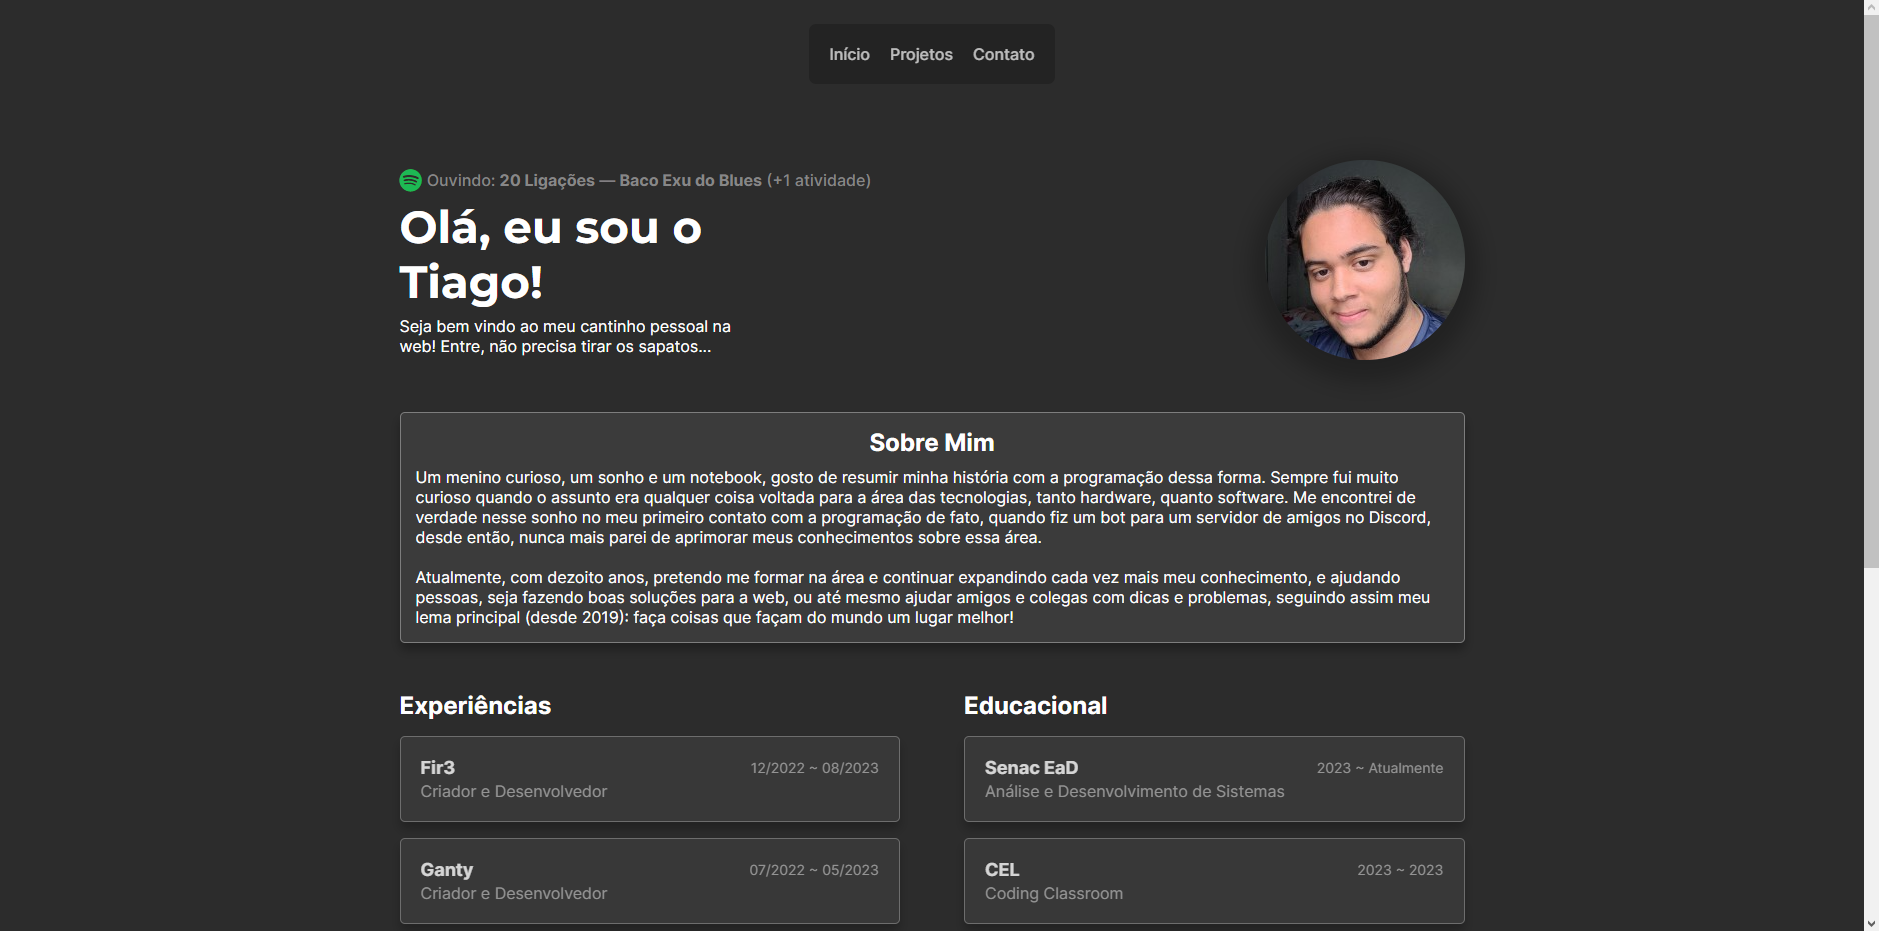 Início Projetos Contato
Ouvindo: 20 Ligações — Baco Exu do Blues (+1 atividade)
Olá, eu sou o
Tiago!
Seja bem vindo ao meu cantinho pessoal na
web! Entre, não precisa tirar os sapatos...
Sobre Mim
Um menino curioso, um sonho e um notebook, gosto de resumir minha história com a programação dessa forma. Sempre fui muito
curioso quando o assunto era qualquer coisa voltada para a área das tecnologias, tanto hardware, quanto software. Me encontrei de
verdade nesse sonho no meu primeiro contato com a programação de fato, quando fiz um bot para um servidor de amigos no Discord,
desde então, nunca mais parei de aprimorar meus conhecimentos sobre essa área.
Atualmente, com dezoito anos, pretendo me formar na área e continuar expandindo cada vez mais meu conhecimento, e ajudando
pessoas, seja fazendo boas soluções para a web, ou até mesmo ajudar amigos e colegas com dicas e problemas, seguindo assim meu
lema principal (desde 2019): faça coisas que façam do mundo um lugar melhor!
Experiências
Fir3 12/2022 ~ 08/2023
Criador e Desenvolvedor
Ganty 07/2022 ~ 05/2023
Criador e Desenvolvedor
Educacional
Senac EaD 2023 ~ Atualmente
Análise e Desenvolvimento de Sistemas
CEL 2023 ~ 2023
Coding Classroom